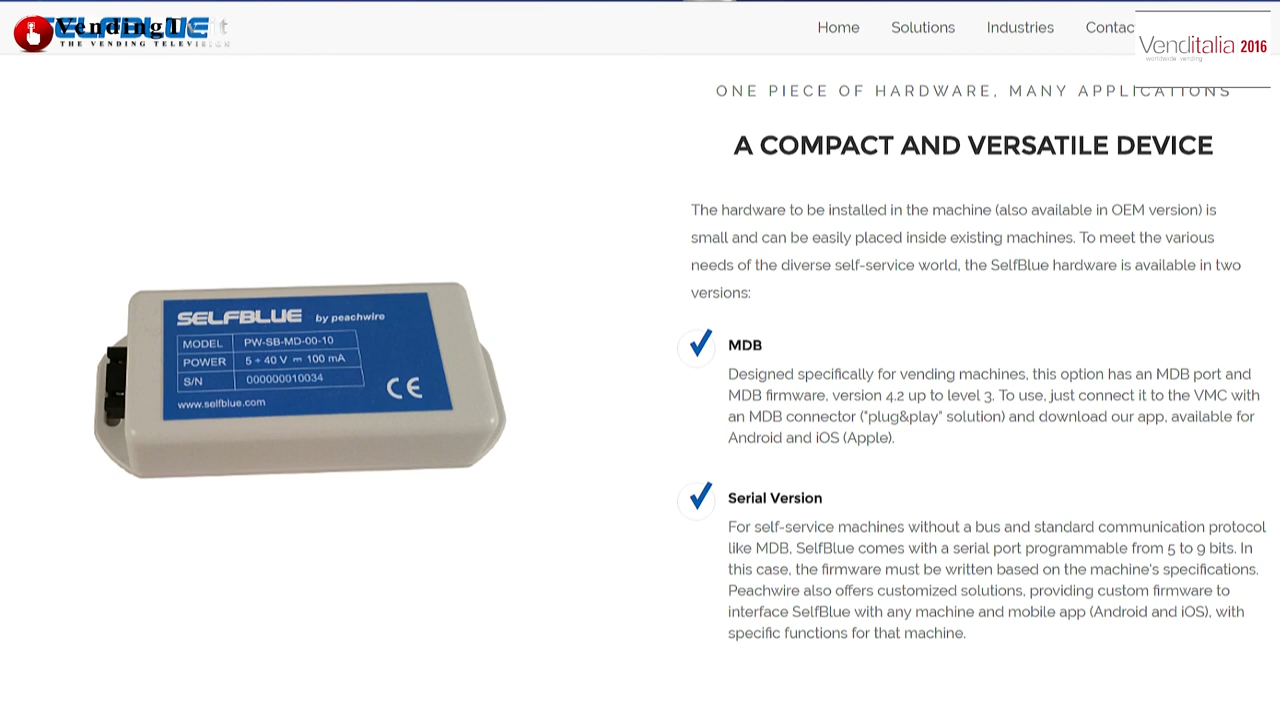 SELFBLUE
VendingTv.it
THE VENDING TELEVISION
Home Solutions Industries
Venditalia 2016
worldwide vending
ONE PIECE OF HARDWARE, MANY APPLICATIONS
A COMPACT AND VERSATILE DEVICE
The hardware to be installed in the machine (also available in OEM version) is
small and can be easily placed inside existing machines. To meet the various
needs of the diverse self-service world, the SelfBlue hardware is available in two
versions:
MDB
Designed specifically for vending machines, this option has an MDB port and
MDB firmware, version 4.2 up to level 3. To use, just connect it to the VMC with
an MDB connector ("plug&play" solution) and download our app, available for
Android and iOS (Apple).
Serial Version
For self-service machines without a bus and standard communication protocol
like MDB, SelfBlue comes with a serial port programmable from 5 to 9 bits. In
this case, the firmware must be written based on the machine's specifications.
Peachwire also offers customized solutions, providing custom firmware to
interface SelfBlue with any machine and mobile app (Android and iOS), with
specific functions for that machine.
SELFBLUE by peachwire
MODEL PW-SB-MD-00-10
POWER 5 ÷ 40 V ⎓ 100 mA
S/N 000000010034
www.selfblue.com
CE